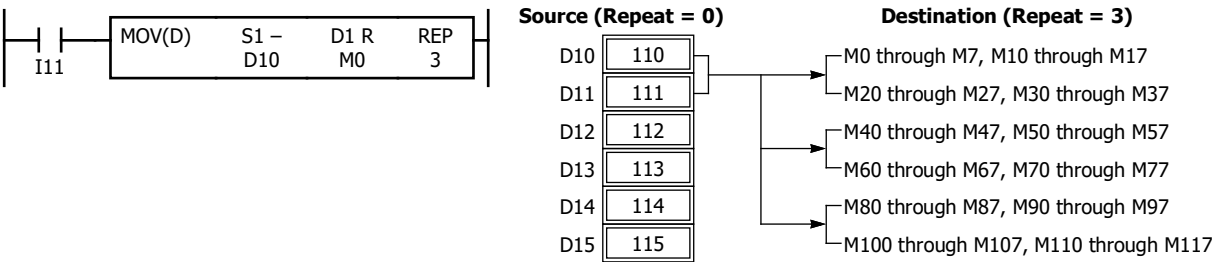 I11
MOV(D) S1 – D1 R REP
D10 M0 3
Source (Repeat = 0)
D10 110
D11 111
D12 112
D13 113
D14 114
D15 115
Destination (Repeat = 3)
M0 through M7, M10 through M17
M20 through M27, M30 through M37
M40 through M47, M50 through M57
M60 through M67, M70 through M77
M80 through M87, M90 through M97
M100 through M107, M110 through M117